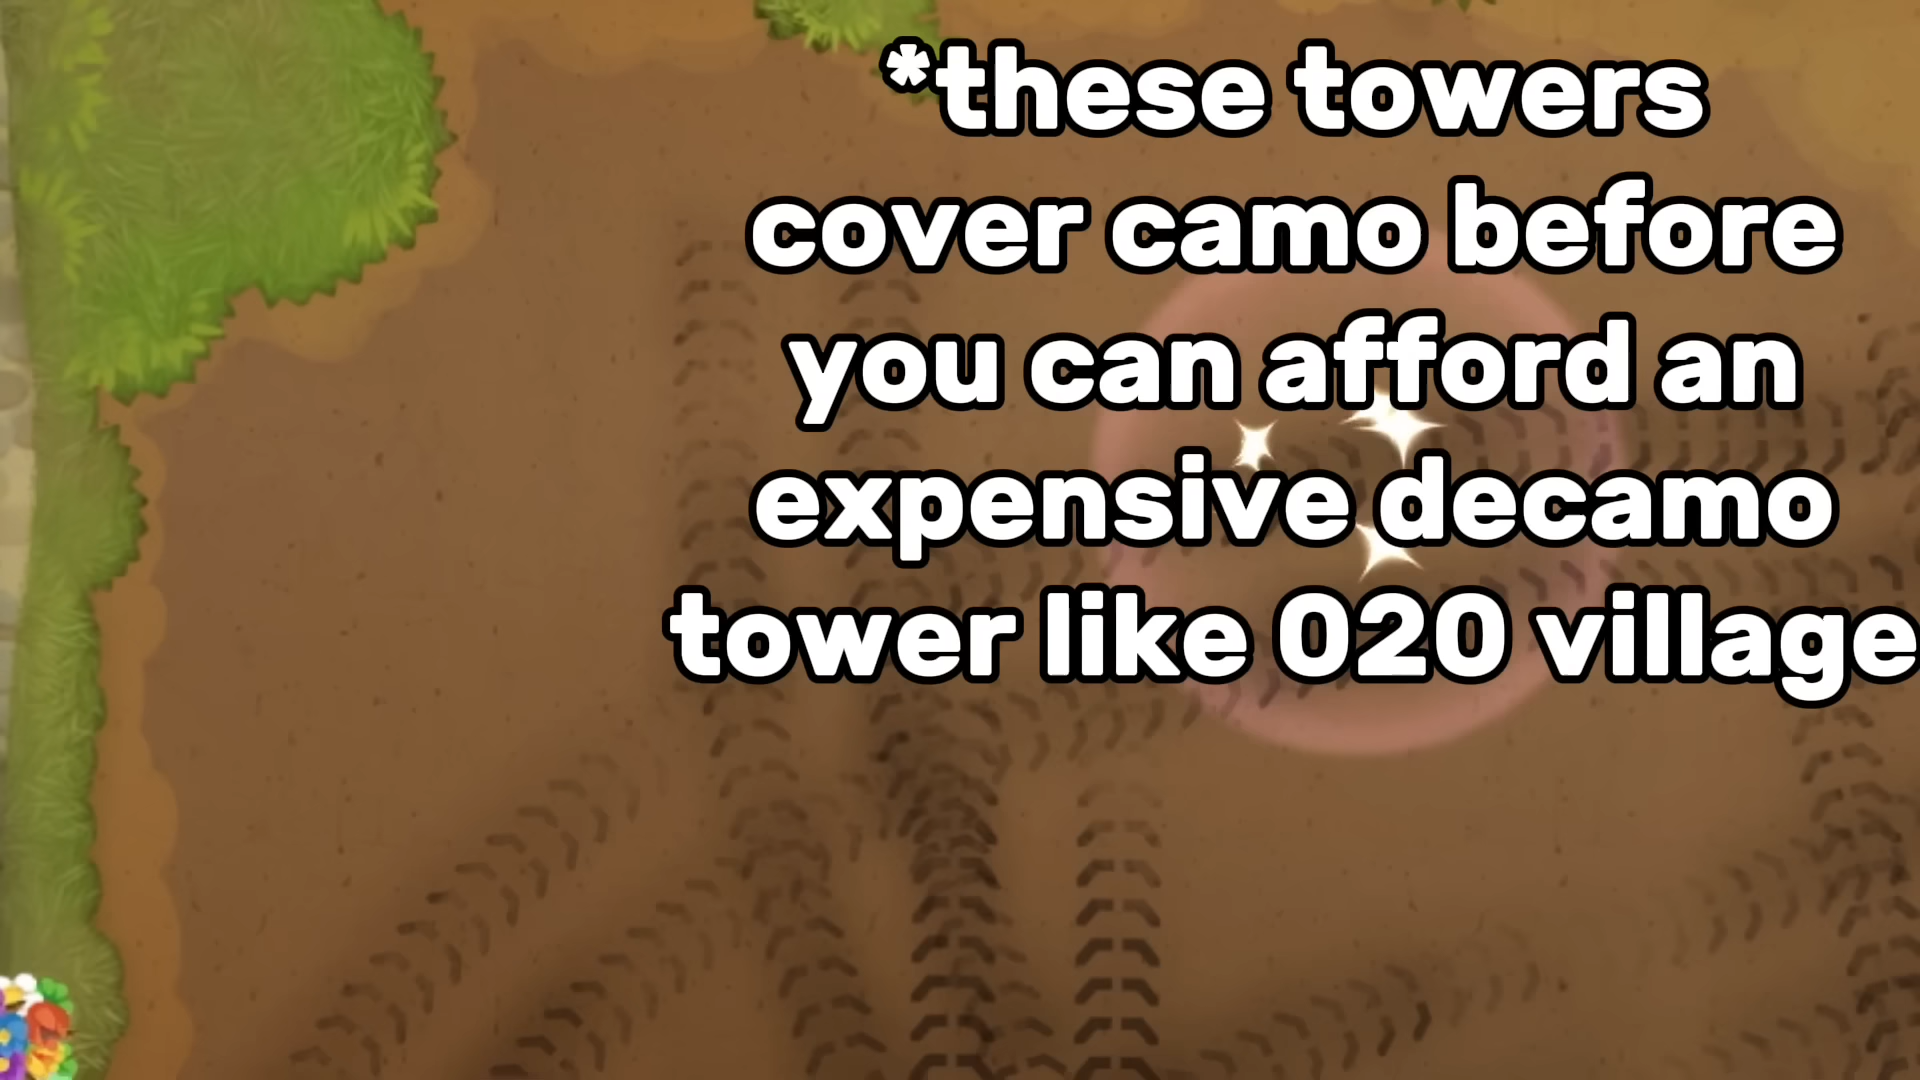 *these towers
cover camo before
you can afford an
expensive decamo
tower like 020 village